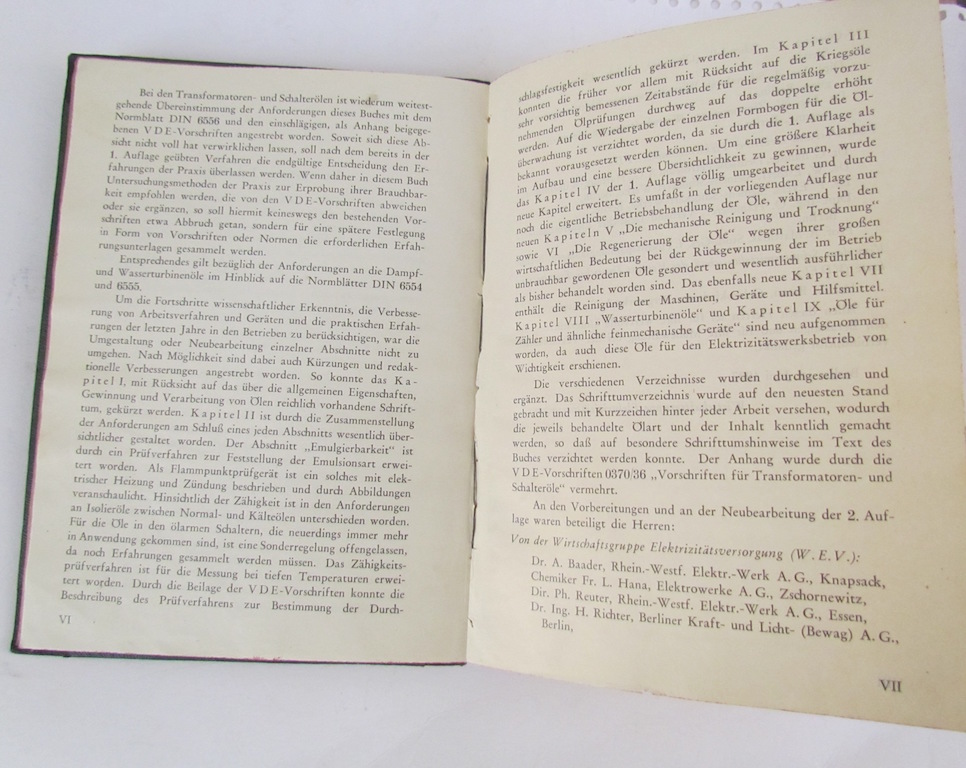 Bei den Transformatoren- und Schalterölen ist wiederum weitest-
gehende Übereinstimmung der Anforderungen dieses Buches mit dem
Normblatt DIN 6556 und den einschlägigen, als Anhang beigege-
benen VDE-Vorschriften angestrebt worden. Soweit sich diese Ab-
sicht nicht voll hat verwirklichen lassen, soll nach dem bereits in der
1. Auflage geübten Verfahren die endgültige Entscheidung den Er-
fahrungen der Praxis überlassen werden. Wenn daher in diesem Buch
Untersuchungsmethoden der Praxis zur Erprobung ihrer Brauchbar-
keit empfohlen werden, die von den VDE-Vorschriften abweichen
oder sie ergänzen, so soll hiermit keineswegs den bestehenden Vor-
schriften etwa Abbruch getan, sondern für eine spätere Festlegung
in Form von Vorschriften oder Normen die erforderlichen Erfah-
rungsunterlagen gesammelt werden.
Entsprechendes gilt bezüglich der Anforderungen an die Dampf-
und Wasserturbinenöle im Hinblick auf die Normblätter DIN 6554
und 6555.
Um die Fortschritte wissenschaftlicher Erkenntnis, die Verbesse-
rung von Arbeitsverfahren und Geräten und die praktischen Erfah-
rungen der letzten Jahre in den Betrieben zu berücksichtigen, war die
Umgestaltung oder Neubearbeitung einzelner Abschnitte nicht zu
umgehen. Nach Möglichkeit sind dabei auch Kürzungen und redak-
tionelle Verbesserungen angestrebt worden. So konnte das Ka-
pitel I, mit Rücksicht auf das über die allgemeinen Eigenschaften,
Gewinnung und Verarbeitung von Ölen reichlich vorhandene Schrift-
tum, gekürzt werden. Kapitel II ist durch die Zusammenstellung
der Anforderungen am Schluß eines jeden Abschnitts wesentlich über-
sichtlicher gestaltet worden. Der Abschnitt „Emulgierbarkeit" ist
durch ein Prüfverfahren zur Feststellung der Emulsionsart erwei-
tert worden. Als Flammpunktprüfgerät ist ein solches mit elek-
trischer Heizung und Zündung beschrieben und durch Abbildungen
veranschaulicht. Hinsichtlich der Zähigkeit ist in den Anforderungen
an Isolieröle zwischen Normal- und Kälteölen unterschieden worden.
Für die Öle in den ölarmen Schaltern, die neuerdings immer mehr
in Anwendung gekommen sind, ist eine Sonderregelung offengelassen,
da noch Erfahrungen gesammelt werden müssen. Das Zähigkeits-
prüfverfahren ist für die Messung bei tiefen Temperaturen erwei-
tert worden. Durch die Beilage der VDE-Vorschriften konnte die
Beschreibung des Prüfverfahrens zur Bestimmung der Durch-
VI
schlagsfestigkeit wesentlich gekürzt werden. Im Kapitel III
konnten die früher vor allem mit Rücksicht auf die Kriegsöle
sehr vorsichtig bemessenen Zeitabstände für die regelmäßig vorzu-
nehmenden Ölprüfungen durchweg auf das doppelte erhöht
werden. Auf die Wiedergabe der einzelnen Formbogen für die Öl-
überwachung ist verzichtet worden, da sie durch die 1. Auflage als
bekannt vorausgesetzt werden können. Um eine größere Klarheit
im Aufbau und eine bessere Übersichtlichkeit zu gewinnen, wurde
das Kapitel IV der 1. Auflage völlig umgearbeitet und durch
neue Kapitel erweitert. Es umfaßt in der vorliegenden Auflage nur
noch die eigentliche Betriebsbehandlung der Öle, während in den
neuen Kapiteln V „Die mechanische Reinigung und Trocknung"
sowie VI „Die Regenerierung der Öle" wegen ihrer großen
wirtschaftlichen Bedeutung bei der Rückgewinnung der im Betrieb
unbrauchbar gewordenen Öle gesondert und wesentlich ausführlicher
als bisher behandelt worden sind. Das ebenfalls neue Kapitel VII
enthält die Reinigung der Maschinen, Geräte und Hilfsmittel.
Kapitel VIII „Wasserturbinenöle" und Kapitel IX „Öle für
Zähler und ähnliche feinmechanische Geräte" sind neu aufgenommen
worden, da auch diese Öle für den Elektrizitätswerksbetrieb von
Wichtigkeit erschienen.
Die verschiedenen Verzeichnisse wurden durchgesehen und
ergänzt. Das Schrifttumverzeichnis wurde auf den neuesten Stand
gebracht und mit Kurzzeichen hinter jeder Arbeit versehen, wodurch
die jeweils behandelte Ölart und der Inhalt kenntlich gemacht
werden, so daß auf besondere Schrifttumshinweise im Text des
Buches verzichtet werden konnte. Der Anhang wurde durch die
VDE-Vorschriften 0370/36 „Vorschriften für Transformatoren- und
Schalteröle" vermehrt.
An den Vorbereitungen und an der Neubearbeitung der 2. Auf-
lage waren beteiligt die Herren:
Von der Wirtschaftsgruppe Elektrizitätsversorgung (W.E.V.):
Dr. A. Baader, Rhein.-Westf. Elektr.-Werk A.G., Knapsack,
Chemiker Fr. L. Hana, Elektrowerke A.G., Zschornewitz,
Dir. Ph. Reuter, Rhein.-Westf. Elektr.-Werk A.G., Essen,
Dr. Ing. H. Richter, Berliner Kraft- und Licht- (Bewag) A.G.,
Berlin,
VII